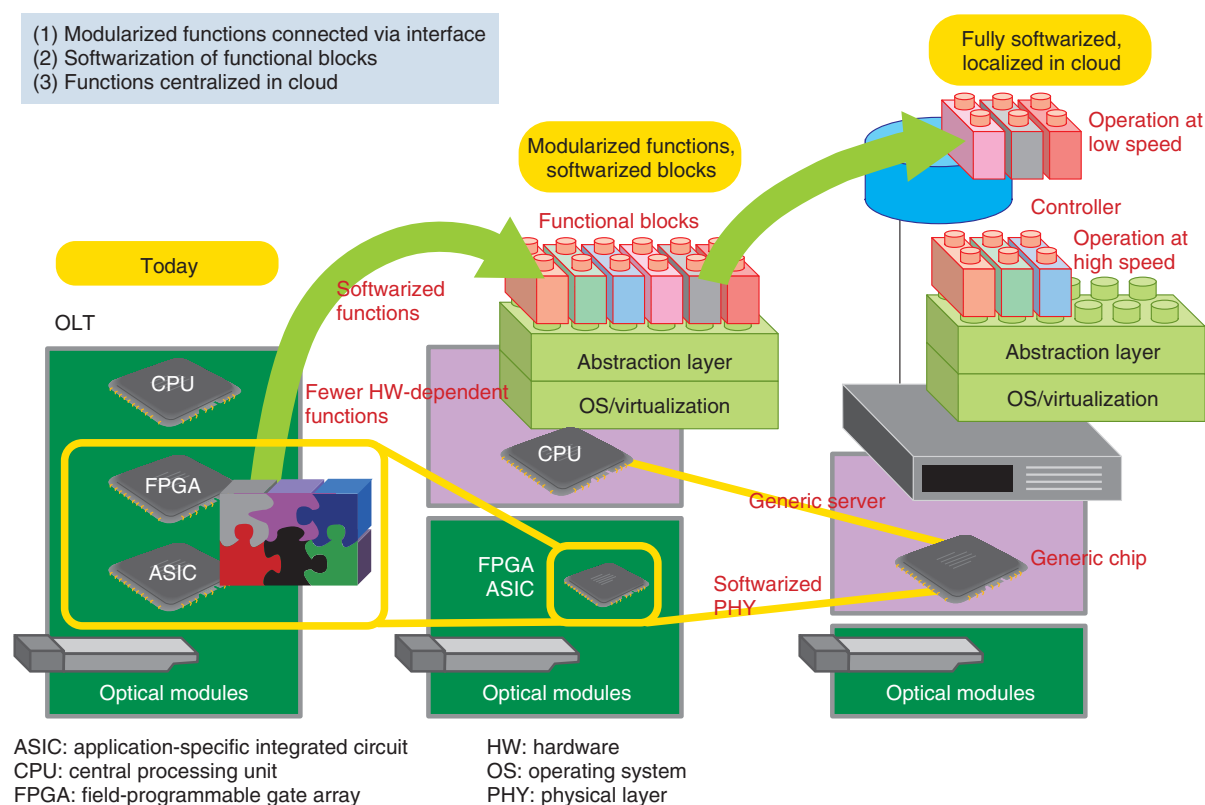 (1) Modularized functions connected via interface
(2) Softwarization of functional blocks
(3) Functions centralized in cloud
Fully softwarized,
localized in cloud
Operation at
low speed
Modularized functions,
softwarized blocks
Functional blocks
Controller
Operation at
high speed
Today
Softwarized
functions
OLT
Abstraction layer
OS/virtualization
Abstraction layer
OS/virtualization
CPU
Fewer HW-dependent
functions
CPU
FPGA
Generic server
ASIC
FPGA
ASIC
Softwarized
PHY
Generic chip
Optical modules
Optical modules
Optical modules
ASIC: application-specific integrated circuit
CPU: central processing unit
FPGA: field-programmable gate array
HW: hardware
OS: operating system
PHY: physical layer